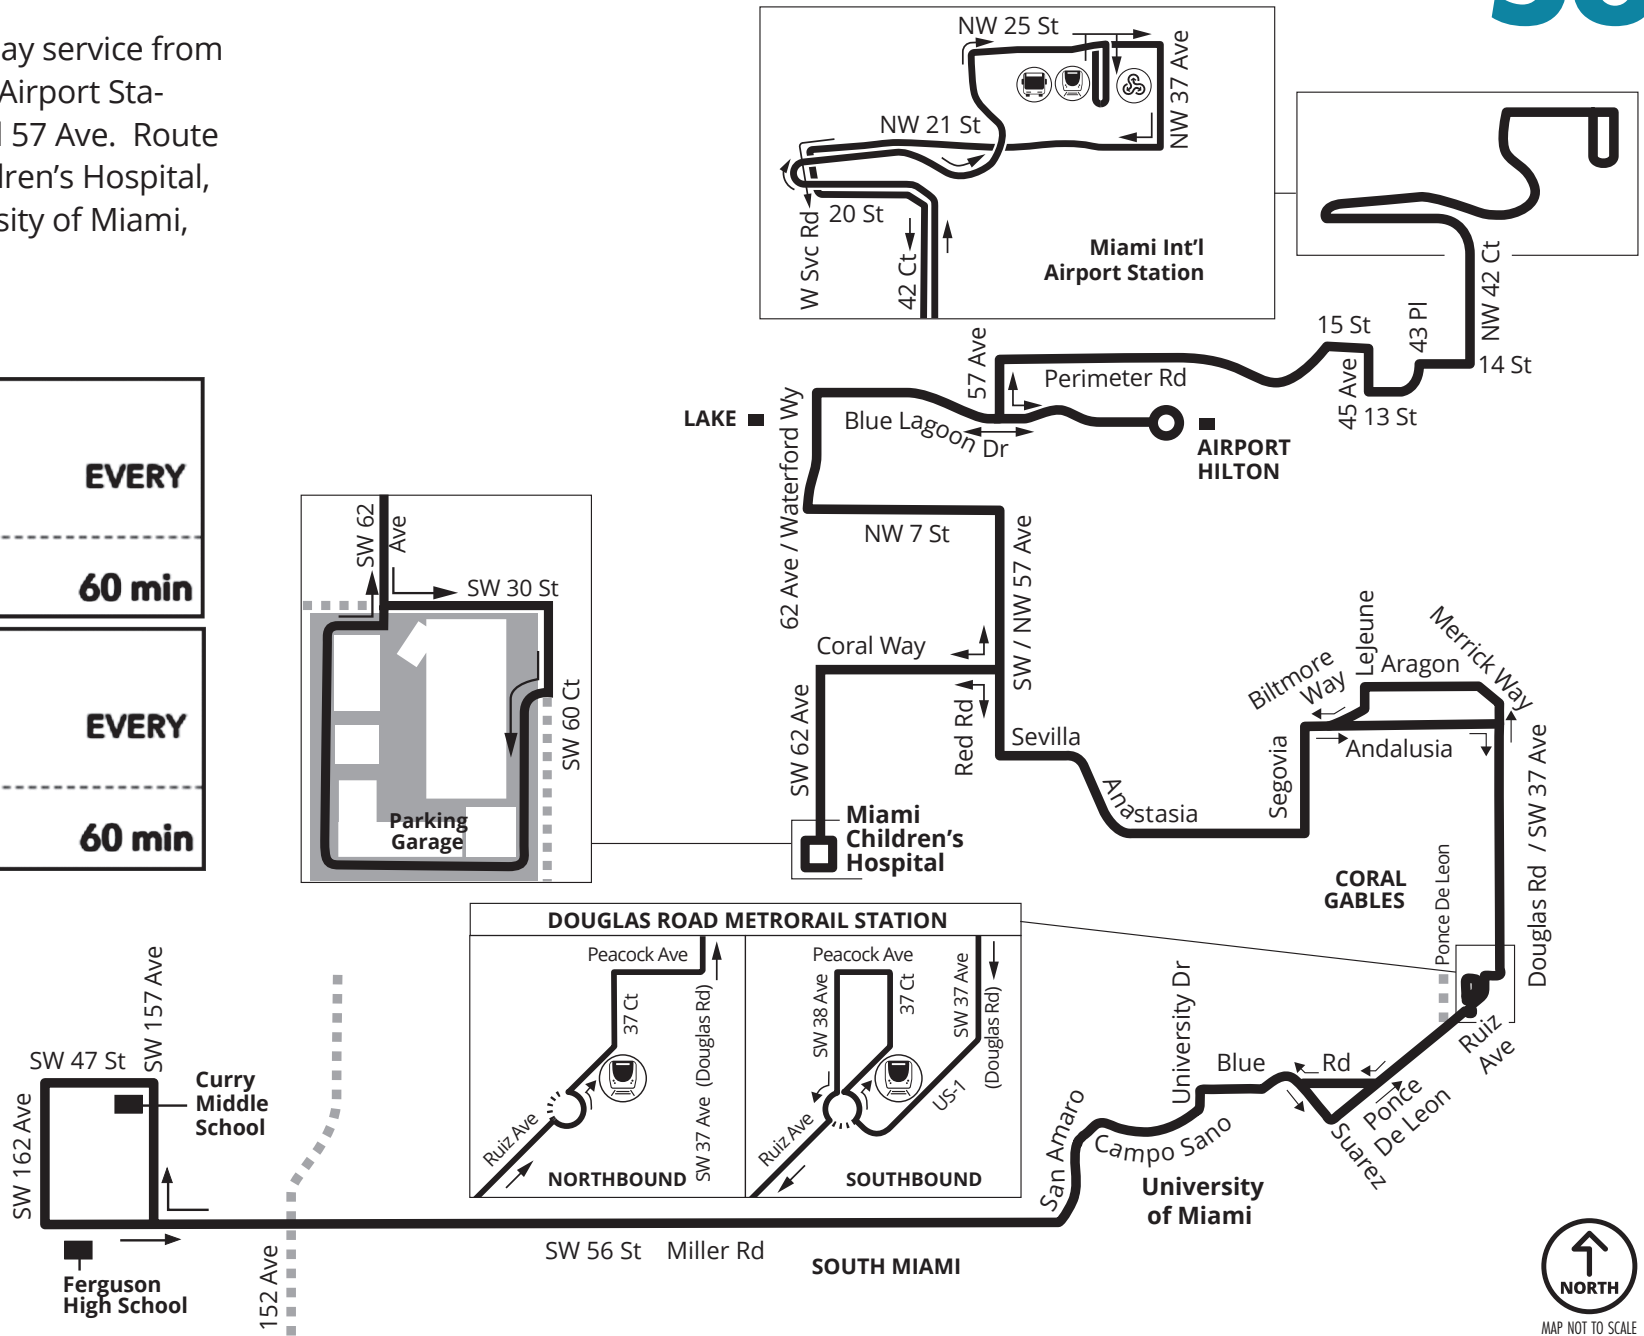 ay service from
Airport Sta-
57 Ave. Route
dren's Hospital,
sity of Miami,
EVERY
60 min
EVERY
60 min
NW 25 St
NW 37 Ave
NW 21 St
20 St
W Svc Rd
42 Ct
Miami Int'l
Airport Station
NW 42 Ct
15 St
43 Pl
14 St
45 Ave
13 St
57 Ave
Perimeter Rd
LAKE
62 Ave / Waterford Wy
Blue Lagoon Dr
AIRPORT
HILTON
NW 7 St
SW / NW 57 Ave
SW 62
Ave
SW 30 St
SW 60 Ct
Parking
Garage
Coral Way
SW 62 Ave
Red Rd
Sevilla
Anastasia
Miami
Children's
Hospital
Segovia
Biltmore
Way
LeJeune
Aragon
Merrick Way
Andalusia
Douglas Rd / SW 37 Ave
CORAL
GABLES
Ponce De Leon
DOUGLAS ROAD METRORAIL STATION
Peacock Ave
37 Ct
SW 37 Ave (Douglas Rd)
Ruiz Ave
NORTHBOUND
Peacock Ave
SW 38 Ave
37 Ct
SW 37 Ave
(Douglas Rd)
US-1
Ruiz Ave
SOUTHBOUND
Ruiz
Ave
University Dr
Blue Rd
Ponce
De Leon
Suarez
San Amaro
Campo Sano
University
of Miami
SW 157 Ave
SW 47 St
SW 162 Ave
Curry
Middle
School
Ferguson
High School
152 Ave
SW 56 St Miller Rd
SOUTH MIAMI
NORTH
MAP NOT TO SCALE